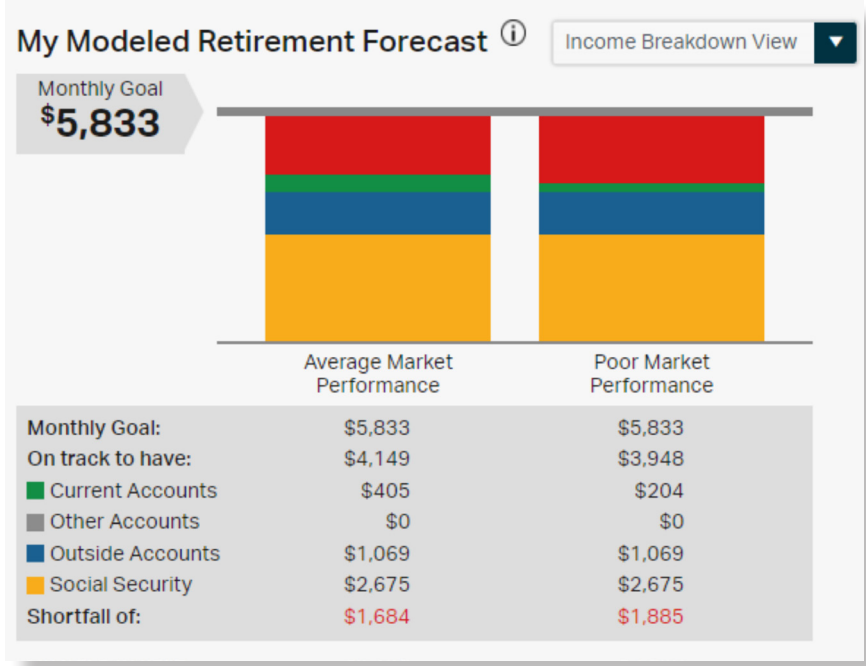 My Modeled Retirement Forecast ⓘ Income Breakdown View ▼
Monthly Goal
$5,833
Average Market Performance
Poor Market Performance
Monthly Goal: $5,833 $5,833
On track to have: $4,149 $3,948
Current Accounts $405 $204
Other Accounts $0 $0
Outside Accounts $1,069 $1,069
Social Security $2,675 $2,675
Shortfall of: $1,684 $1,885